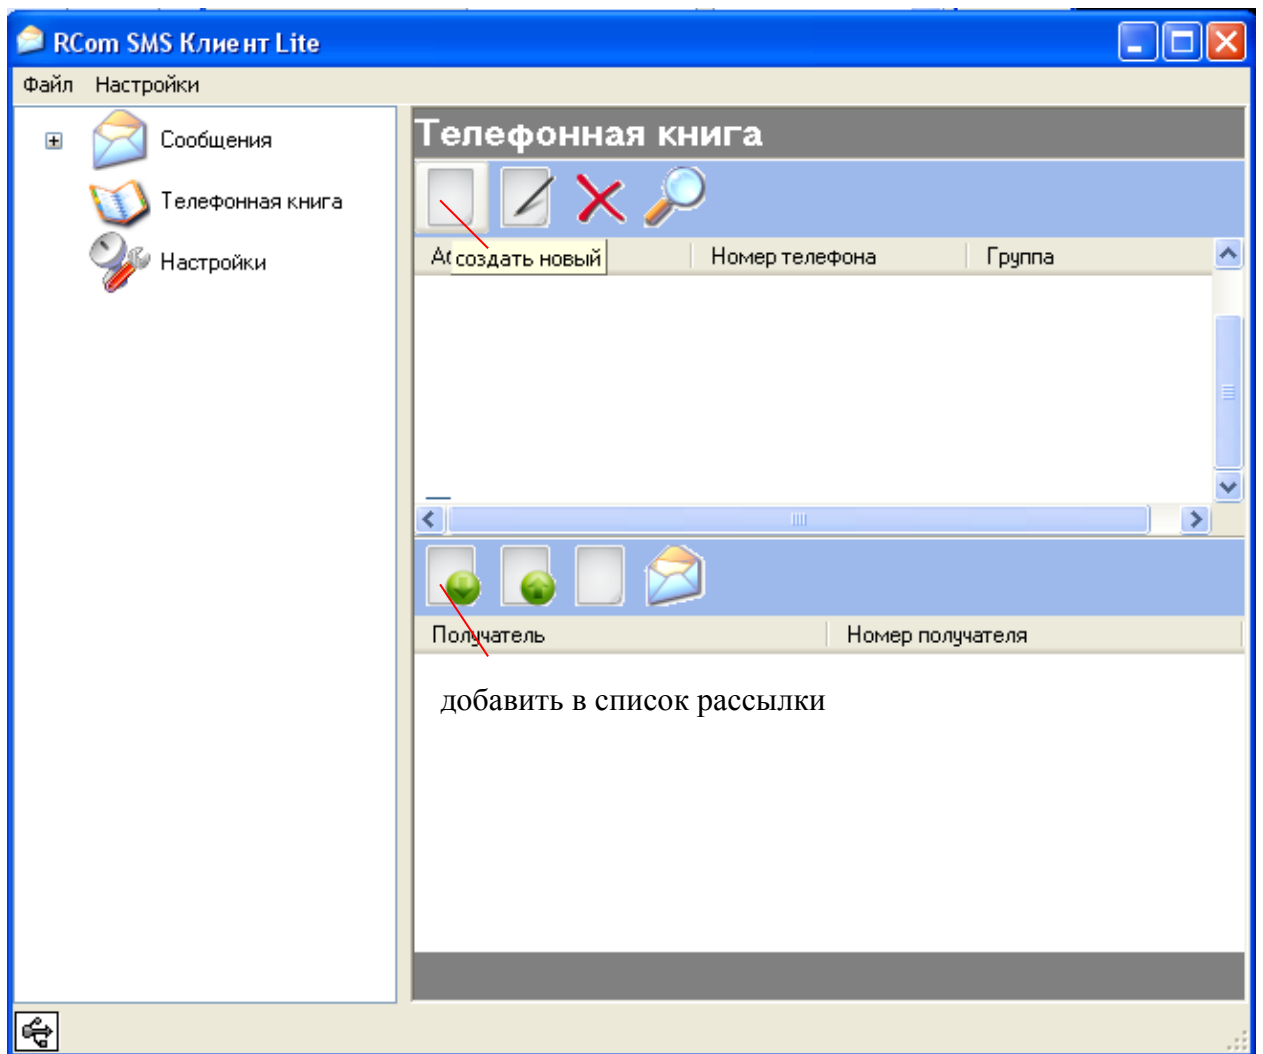 RCom SMS Клиент Lite
Файл Настройки
Сообщения
Телефонная книга
Настройки
Телефонная книга
создать новый
Номер телефона Группа
Получатель Номер получателя
добавить в список рассылки